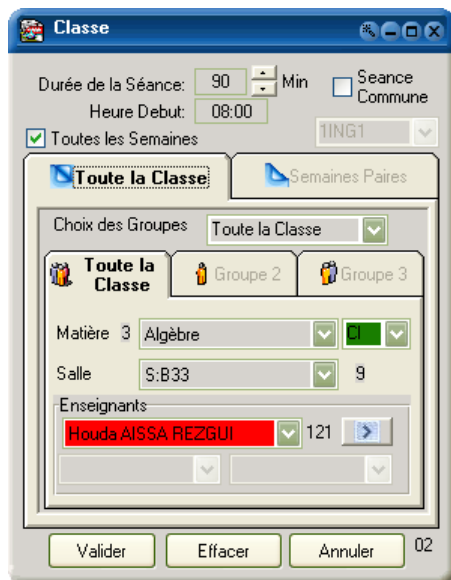 Classe
Durée de la Séance: 90 Min
Seance Commune
Heure Debut: 08:00
Toutes les Semaines
1ING1
Toute la Classe
Semaines Paires
Choix des Groupes Toute la Classe
Toute la Classe
Groupe 2
Groupe 3
Matière 3 Algèbre CI
Salle S:B33 9
Enseignants
Houda AISSA REZGUI 121 >
Valider Effacer Annuler 02